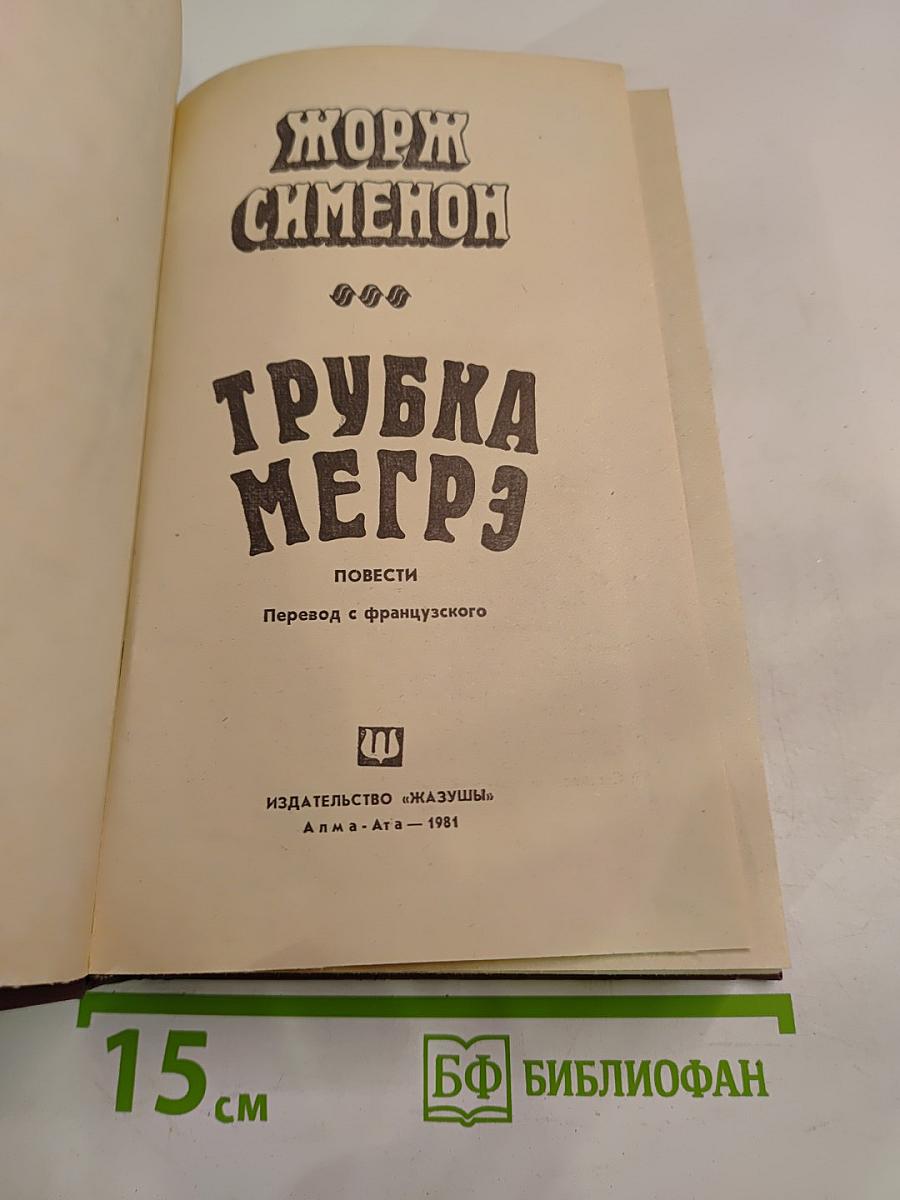 ЖОРЖ
СИМЕНОН
ТРУБКА
МЕГРЭ
ПОВЕСТИ
Перевод с французского
ИЗДАТЕЛЬСТВО «ЖАЗУШЫ»
Алма-Ата — 1981
15 см
БФ БИБЛИОФАН